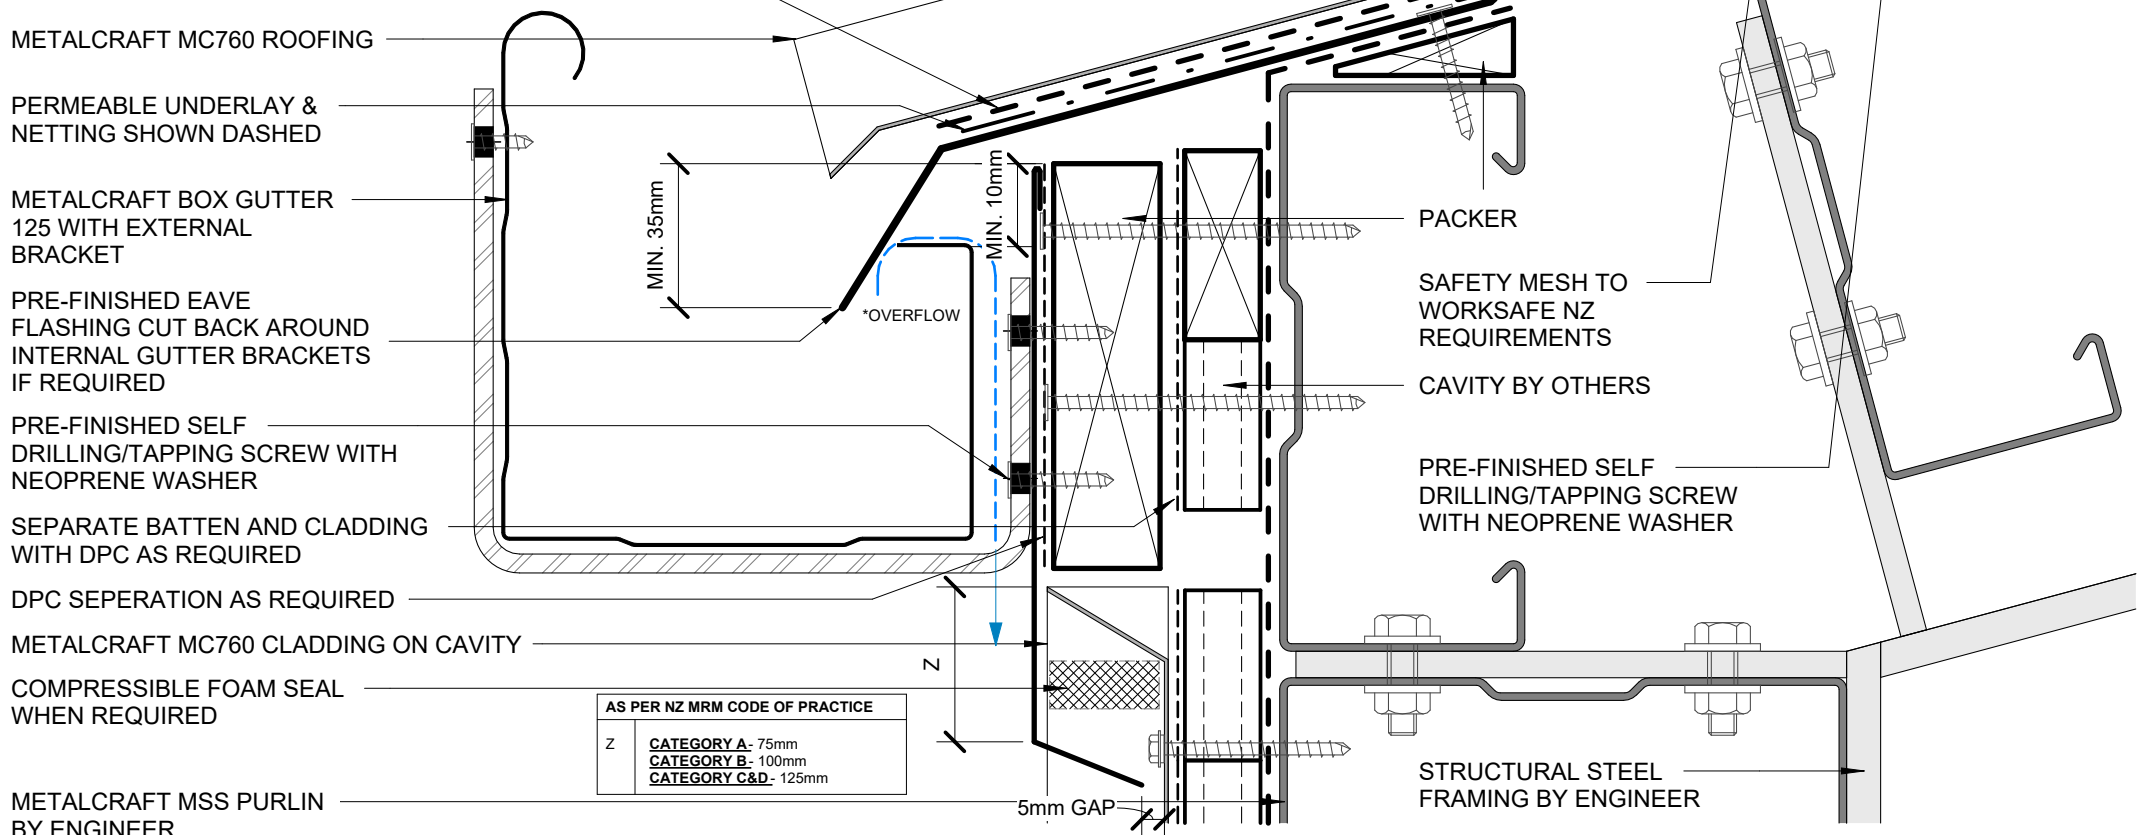 METALCRAFT MC760 ROOFING
PERMEABLE UNDERLAY &
NETTING SHOWN DASHED
METALCRAFT BOX GUTTER
125 WITH EXTERNAL
BRACKET
PRE-FINISHED EAVE
FLASHING CUT BACK AROUND
INTERNAL GUTTER BRACKETS
IF REQUIRED
PRE-FINISHED SELF
DRILLING/TAPPING SCREW WITH
NEOPRENE WASHER
SEPARATE BATTEN AND CLADDING
WITH DPC AS REQUIRED
DPC SEPERATION AS REQUIRED
METALCRAFT MC760 CLADDING ON CAVITY
COMPRESSIBLE FOAM SEAL
WHEN REQUIRED
METALCRAFT MSS PURLIN
BY ENGINEER
MIN. 35mm
*OVERFLOW
MIN. 10mm
Z
AS PER NZ MRM CODE OF PRACTICE
Z
CATEGORY A- 75mm
CATEGORY B- 100mm
CATEGORY C&D- 125mm
5mm GAP
PACKER
SAFETY MESH TO
WORKSAFE NZ
REQUIREMENTS
CAVITY BY OTHERS
PRE-FINISHED SELF
DRILLING/TAPPING SCREW
WITH NEOPRENE WASHER
STRUCTURAL STEEL
FRAMING BY ENGINEER